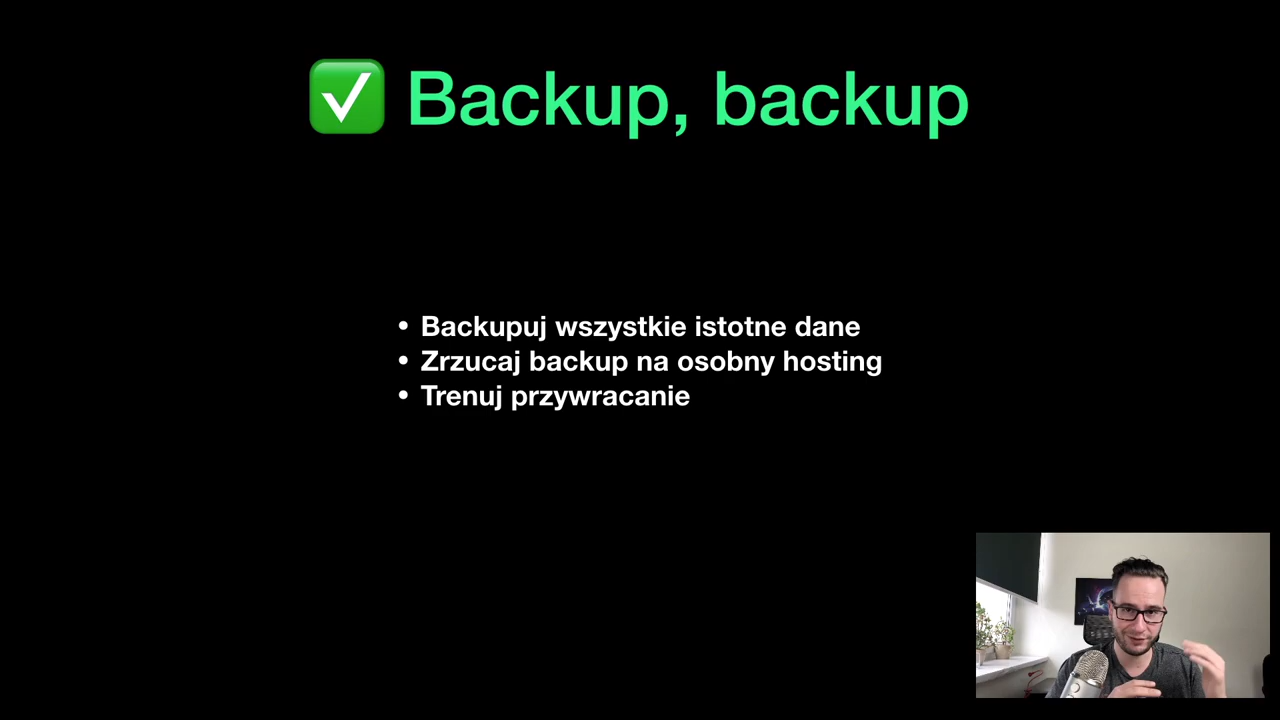 ✅ Backup, backup
• Backupuj wszystkie istotne dane
• Zrzucaj backup na osobny hosting
• Trenuj przywracanie